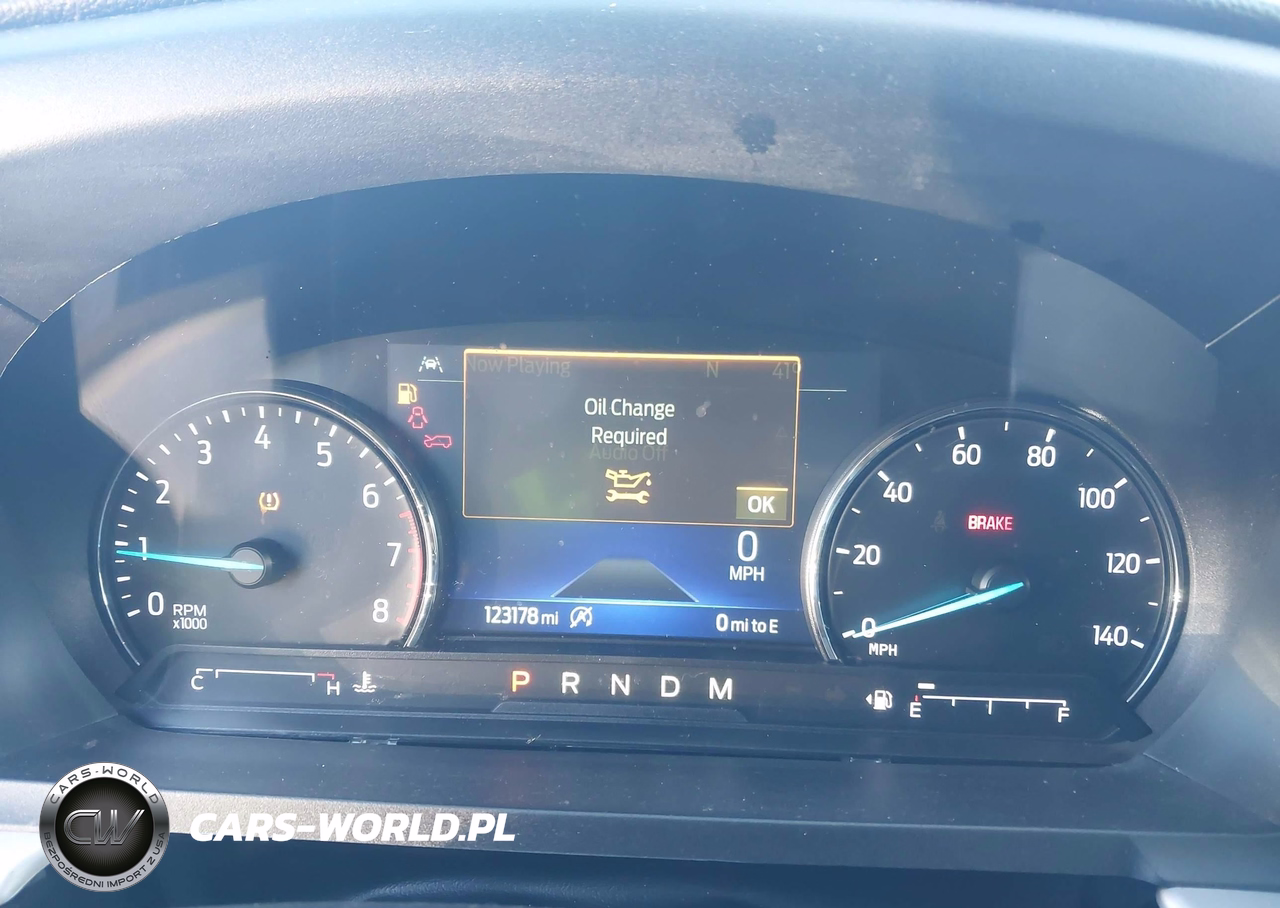 Now Playing N 41°
Oil Change
Required
Audio Off
OK
0
MPH
123178 mi
0 mi to E
0 1 2 3 4 5 6 7 8
RPM
x1000
BRAKE
0 20 40 60 80 100 120 140
MPH
C H
P R N D M
E F
CARS-WORLD
CW
BEZPOŚREDNI IMPORT Z USA
CARS-WORLD.PL